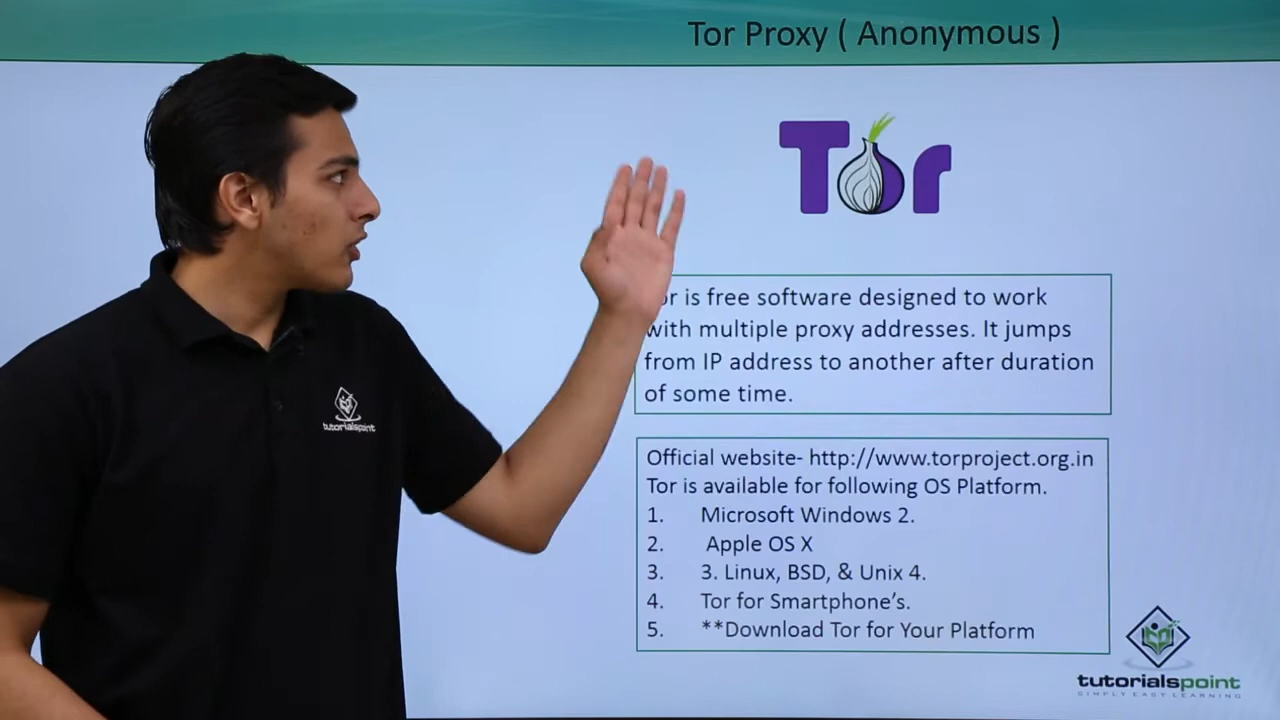 Tor Proxy ( Anonymous )
Tor
or is free software designed to work
with multiple proxy addresses. It jumps
from IP address to another after duration
of some time.
Official website- http://www.torproject.org.in
Tor is available for following OS Platform.
1. Microsoft Windows 2.
2. Apple OS X
3. 3. Linux, BSD, & Unix 4.
4. Tor for Smartphone's.
5. **Download Tor for Your Platform
tutorialspoint
tutorialspoint
SIMPLY EASY LEARNING